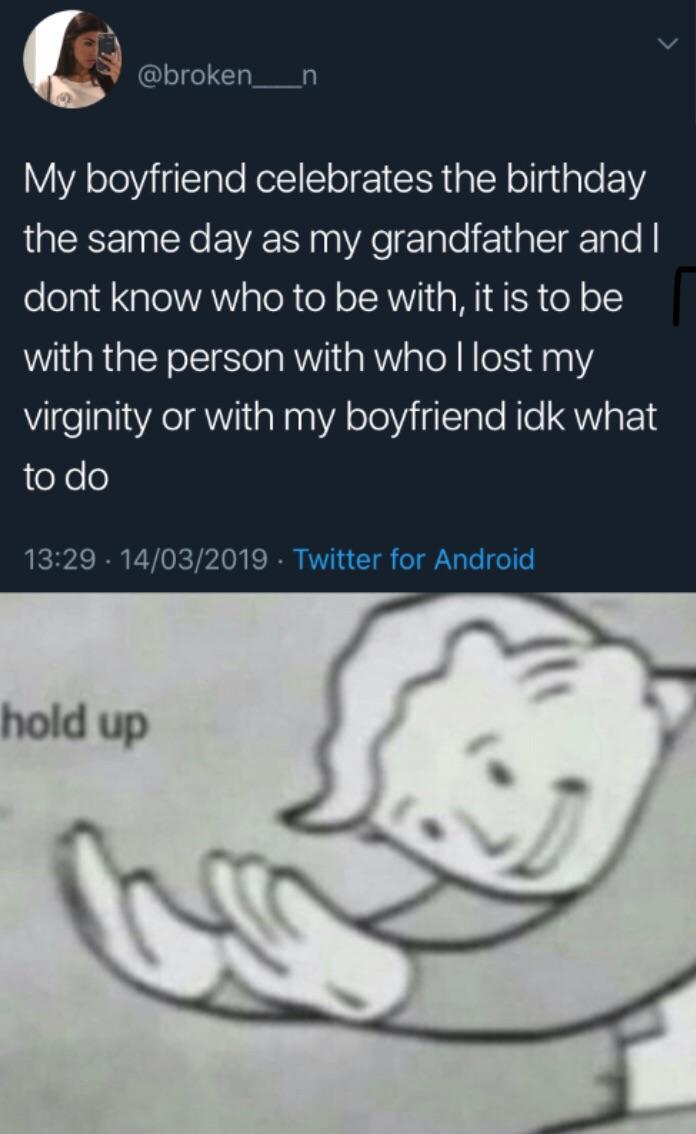 @broken___n
My boyfriend celebrates the birthday
the same day as my grandfather and I
dont know who to be with, it is to be
with the person with who I lost my
virginity or with my boyfriend idk what
to do
13:29 · 14/03/2019 · Twitter for Android
hold up